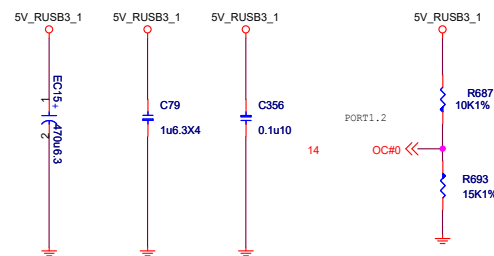 5V_RUSB3_1 5V_RUSB3_1 5V_RUSB3_1 5V_RUSB3_1
1
EC15
+
2
470u6.3
C79
1u6.3X4
C356
0.1u10
R687
10K1%
PORT1.2
14 OC#0
R693
15K1%